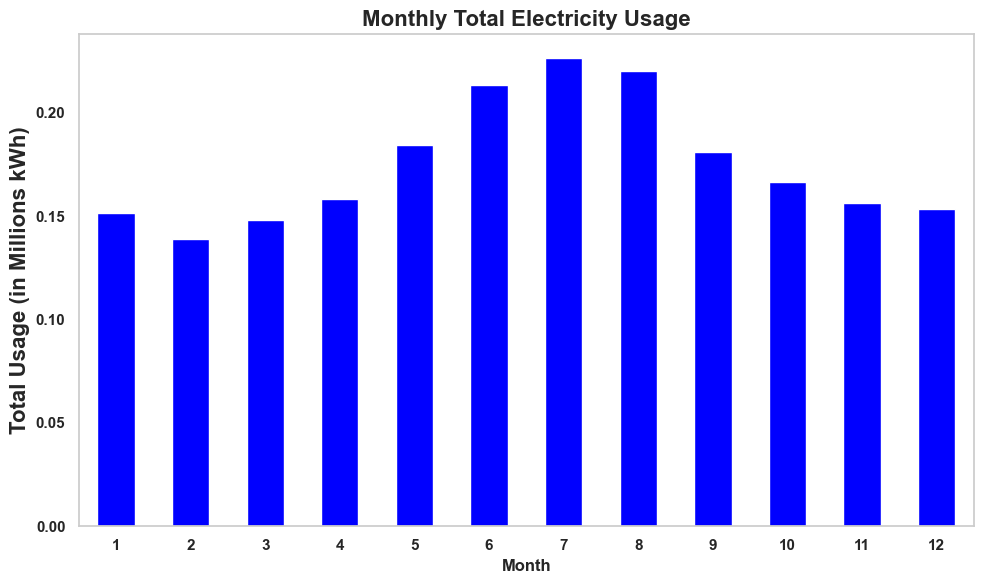 Monthly Total Electricity Usage
Total Usage (in Millions kWh)
0.20
0.15
0.10
0.05
0.00
1 2 3 4 5 6 7 8 9 10 11 12
Month